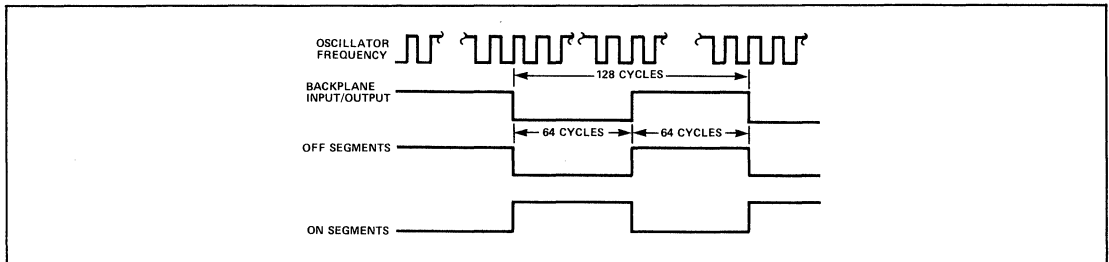 OSCILLATOR
FREQUENCY
128 CYCLES
BACKPLANE
INPUT/OUTPUT
64 CYCLES
64 CYCLES
OFF SEGMENTS
ON SEGMENTS